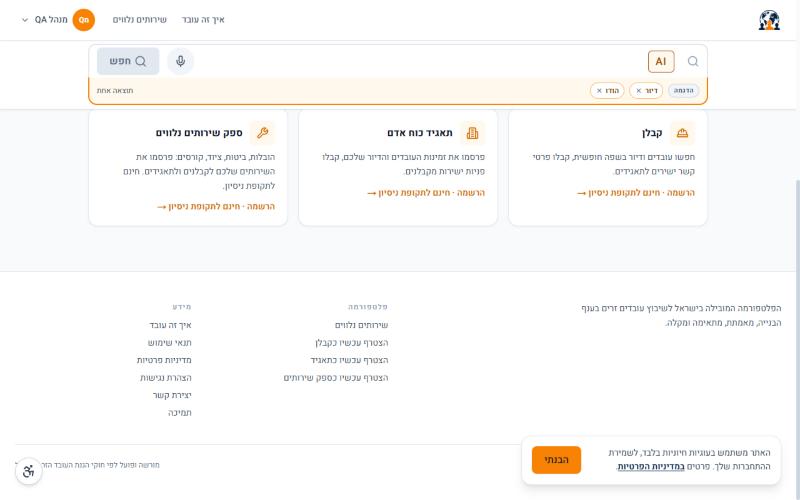 איך זה עובד
שירותים נלווים
QA מנהל QA
AI
חפש
הדגמה
דיור ×
הודו ×
תוצאה אחת
קבלן
חפשו עובדים ודיור בשפה חופשית, קבלו פרטי
קשר ישירים לתאגידים.
הרשמה · חינם לתקופת ניסיון ←
תאגיד כוח אדם
פרסמו את זמינות העובדים והדיור שלכם, קבלו
פניות ישירות מקבלנים.
הרשמה · חינם לתקופת ניסיון ←
ספק שירותים נלווים
הובלות, ביטוח, ציוד, קורסים: פרסמו את
השירותים שלכם לקבלנים ולתאגידים. חינם
לתקופת ניסיון.
הרשמה · חינם לתקופת ניסיון ←
הפלטפורמה המובילה בישראל לשיבוץ עובדים זרים בענף
הבנייה, מאמתת, מתאימה ומקלה.
פלטפורמה
שירותים נלווים
הצטרף עכשיו כקבלן
הצטרף עכשיו כתאגיד
הצטרף עכשיו כספק שירותים
מידע
איך זה עובד
תנאי שימוש
מדיניות פרטיות
הצהרת נגישות
יצירת קשר
תמיכה
האתר משתמש בעוגיות חיוניות בלבד, לשמירת
ההתחברות שלך. פרטים במדיניות הפרטיות.
הבנתי
מורשה ופועל לפי חוקי הגנת העובד